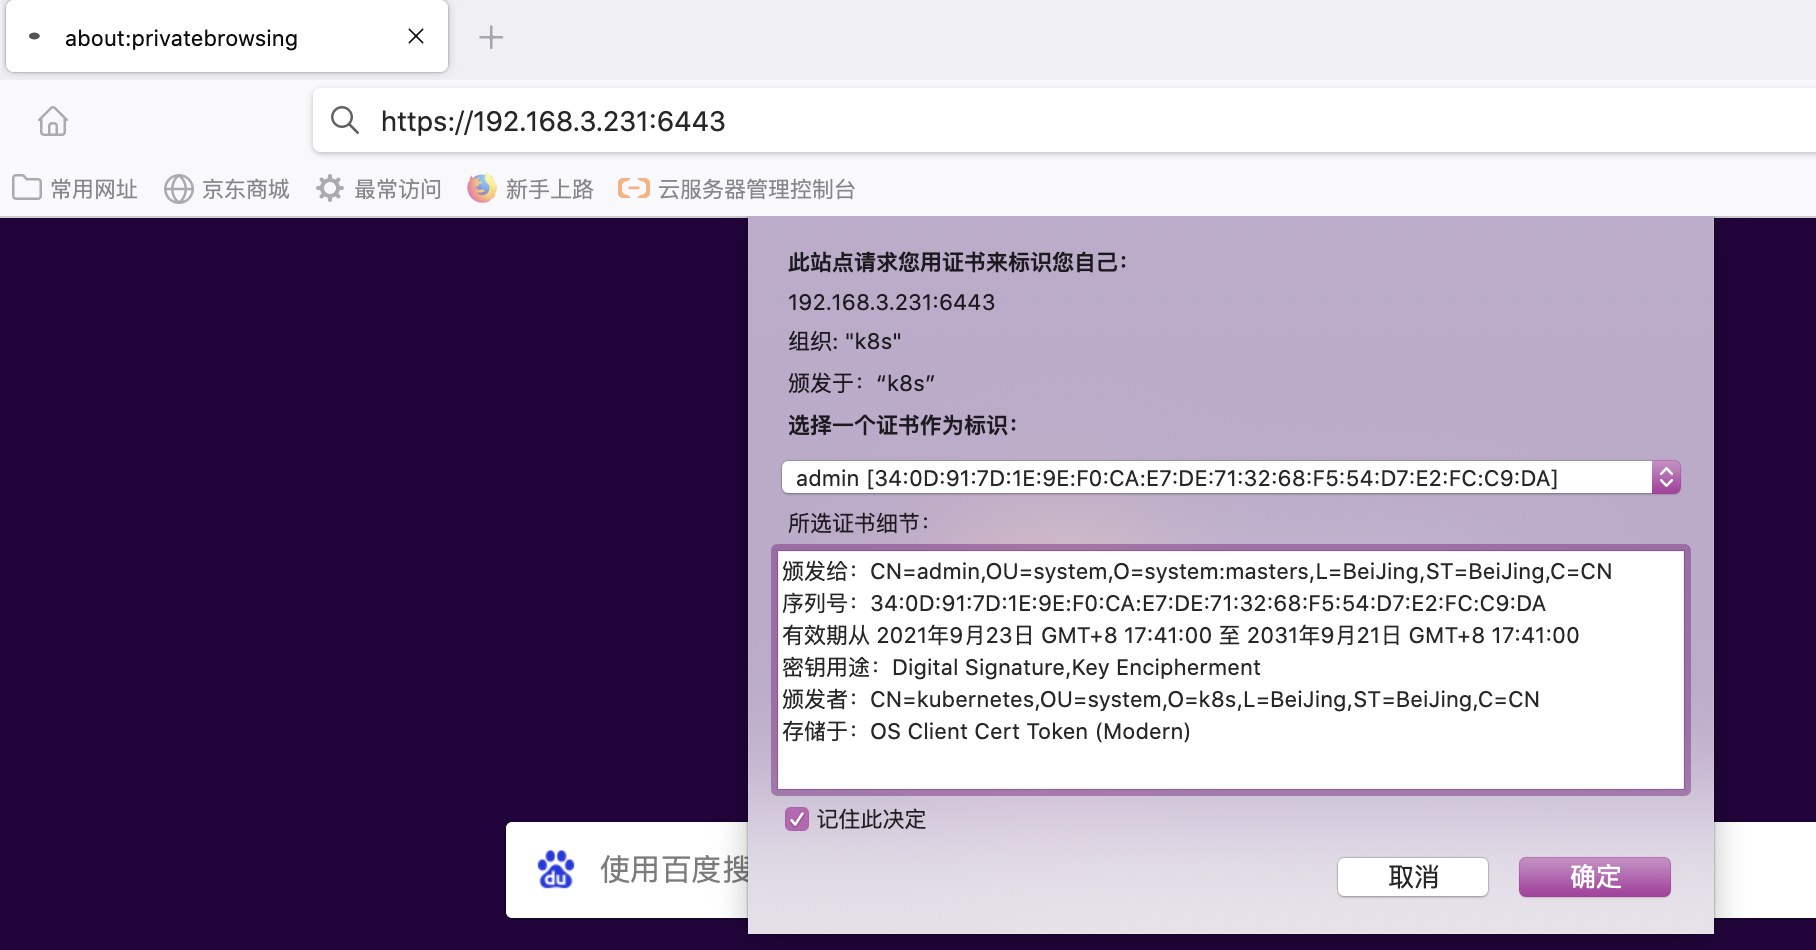 about:privatebrowsing
https://192.168.3.231:6443
常用网址 京东商城 最常访问 新手上路 云服务器管理控制台
此站点请求您用证书来标识您自己：
192.168.3.231:6443
组织: "k8s"
颁发于：“k8s”
选择一个证书作为标识：
admin [34:0D:91:7D:1E:9E:F0:CA:E7:DE:71:32:68:F5:54:D7:E2:FC:C9:DA]
所选证书细节：
颁发给：CN=admin,OU=system,O=system:masters,L=BeiJing,ST=BeiJing,C=CN
序列号：34:0D:91:7D:1E:9E:F0:CA:E7:DE:71:32:68:F5:54:D7:E2:FC:C9:DA
有效期从 2021年9月23日 GMT+8 17:41:00 至 2031年9月21日 GMT+8 17:41:00
密钥用途：Digital Signature,Key Encipherment
颁发者：CN=kubernetes,OU=system,O=k8s,L=BeiJing,ST=BeiJing,C=CN
存储于：OS Client Cert Token (Modern)
记住此决定
du 使用百度搜
取消 确定